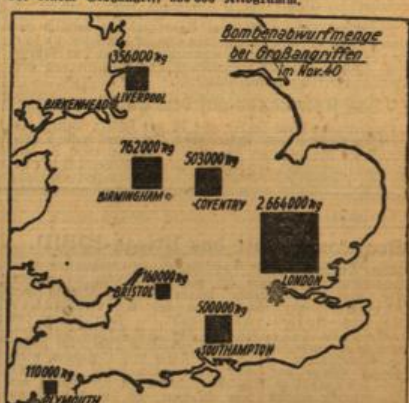 Bombenabwurfmenge
bei Großangriffen
im Nov. 40
356000 kg
LIVERPOOL
BIRKENHEAD
762000 kg
BIRMINGHAM
503000 kg
COVENTRY
2664000 kg
LONDON
160000 kg
BRISTOL
500000 kg
SOUTHAMPTON
110000 kg
PLYMOUTH